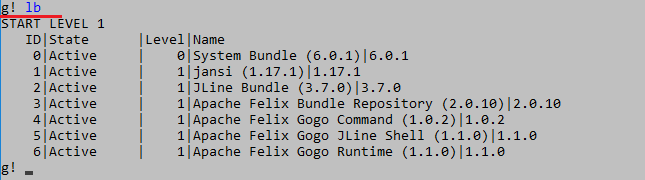 g! lb
START LEVEL 1
   ID|State      |Level|Name
    0|Active     |    0|System Bundle (6.0.1)|6.0.1
    1|Active     |    1|jansi (1.17.1)|1.17.1
    2|Active     |    1|JLine Bundle (3.7.0)|3.7.0
    3|Active     |    1|Apache Felix Bundle Repository (2.0.10)|2.0.10
    4|Active     |    1|Apache Felix Gogo Command (1.0.2)|1.0.2
    5|Active     |    1|Apache Felix Gogo JLine Shell (1.1.0)|1.1.0
    6|Active     |    1|Apache Felix Gogo Runtime (1.1.0)|1.1.0
g!